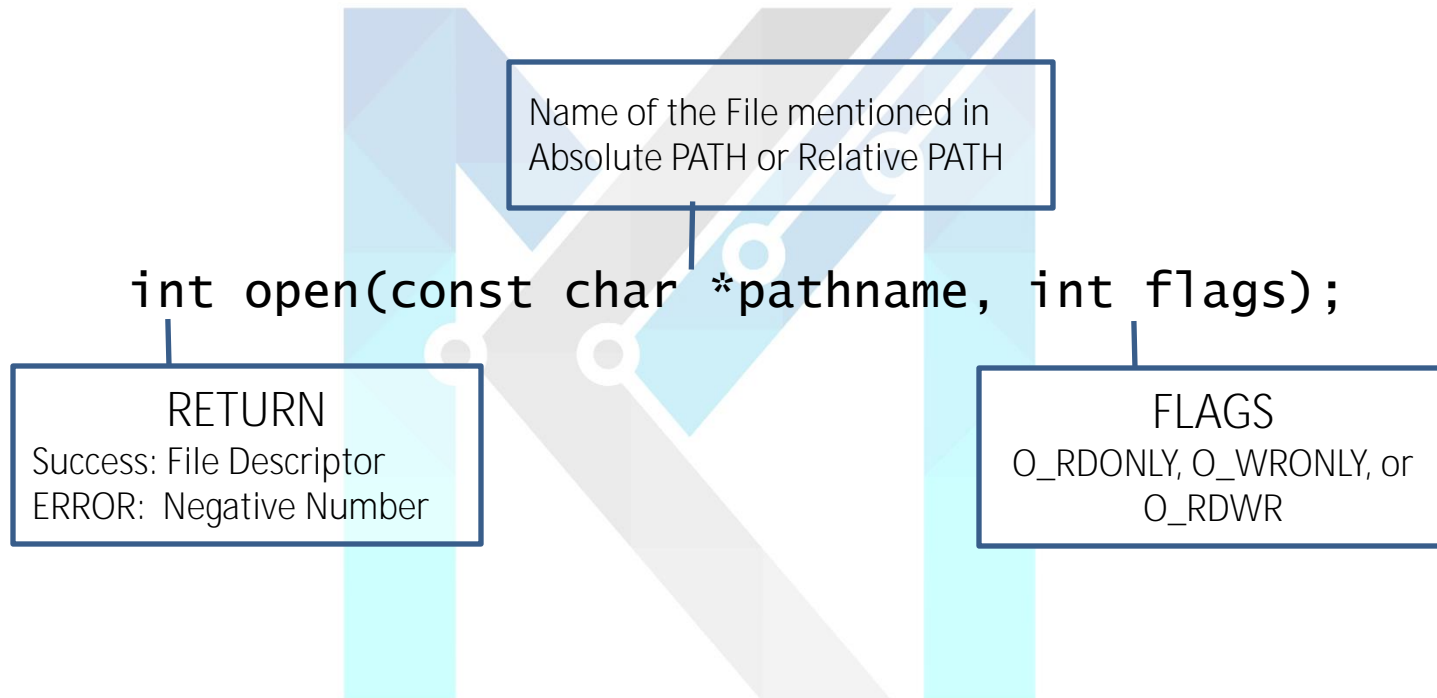 Name of the File mentioned in
Absolute PATH or Relative PATH
int open(const char *pathname, int flags);
RETURN
Success: File Descriptor
ERROR: Negative Number
FLAGS
O_RDONLY, O_WRONLY, or
O_RDWR